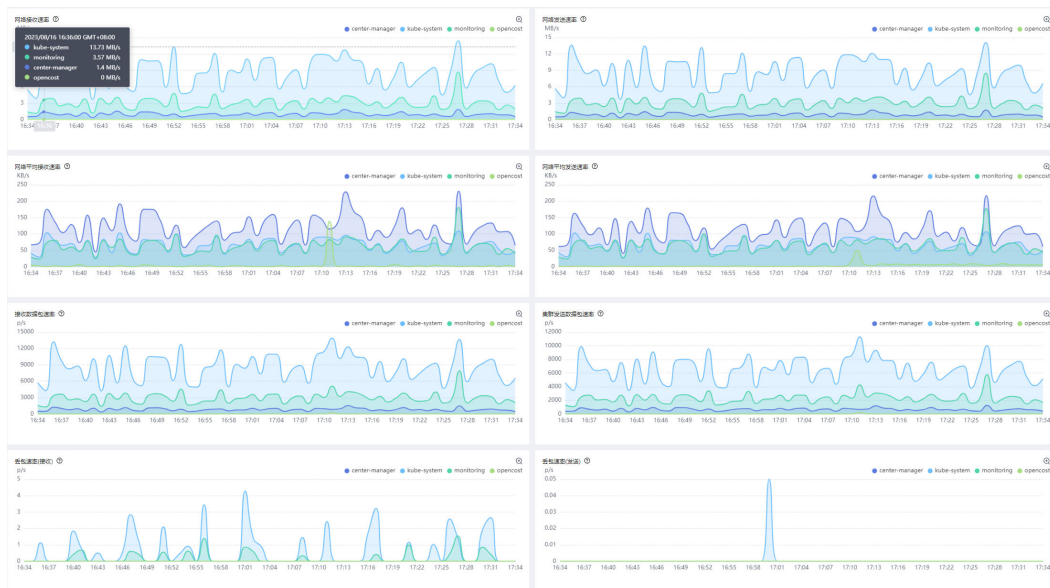 网络接收速率
center-manager kube-system monitoring opencost
2023/08/16 16:36:00 GMT+08:00
kube-system 13.73 MB/s
monitoring 3.57 MB/s
center-manager 1.4 MB/s
opencost 0 MB/s
3
0
16:34 16:40 16:43 16:46 16:49 16:52 16:55 16:58 17:01 17:04 17:07 17:10 17:13 17:16 17:19 17:22 17:25 17:28 17:31 17:34
网络发送速率
MB/s
center-manager kube-system monitoring opencost
15
12
9
6
3
0
16:34 16:37 16:40 16:43 16:46 16:49 16:52 16:55 16:58 17:01 17:04 17:07 17:10 17:13 17:16 17:19 17:22 17:25 17:28 17:31 17:34
网络平均接收速率
KB/s
center-manager kube-system monitoring opencost
250
200
150
100
50
0
16:34 16:37 16:40 16:43 16:46 16:49 16:52 16:55 16:58 17:01 17:04 17:07 17:10 17:13 17:16 17:19 17:22 17:25 17:28 17:31 17:34
网络平均发送速率
KB/s
center-manager kube-system monitoring opencost
250
200
150
100
50
0
16:34 16:37 16:40 16:43 16:46 16:49 16:52 16:55 16:58 17:01 17:04 17:07 17:10 17:13 17:16 17:19 17:22 17:25 17:28 17:31 17:34
接收数据包速率
p/s
center-manager kube-system monitoring opencost
15000
12000
9000
6000
3000
0
16:34 16:37 16:40 16:43 16:46 16:49 16:52 16:55 16:58 17:01 17:04 17:07 17:10 17:13 17:16 17:19 17:22 17:25 17:28 17:31 17:34
集群发送数据包速率
p/s
center-manager kube-system monitoring opencost
12000
10000
8000
6000
4000
2000
0
16:34 16:37 16:40 16:43 16:46 16:49 16:52 16:55 16:58 17:01 17:04 17:07 17:10 17:13 17:16 17:19 17:22 17:25 17:28 17:31 17:34
丢包速率(接收)
p/s
center-manager kube-system monitoring opencost
5
4
3
2
1
0
16:34 16:37 16:40 16:43 16:46 16:49 16:52 16:55 16:58 17:01 17:04 17:07 17:10 17:13 17:16 17:19 17:22 17:25 17:28 17:31 17:34
丢包速率(发送)
p/s
center-manager kube-system monitoring opencost
0.05
0.04
0.03
0.02
0.01
0
16:34 16:37 16:40 16:43 16:46 16:49 16:52 16:55 16:58 17:01 17:04 17:07 17:10 17:13 17:16 17:19 17:22 17:25 17:28 17:31 17:34